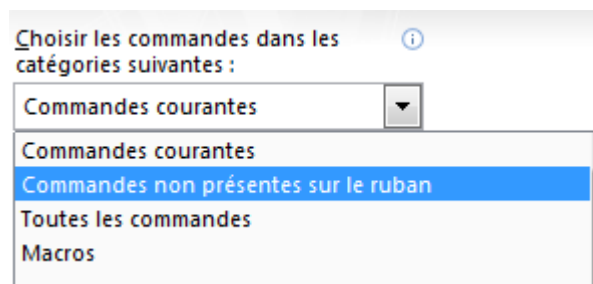 Choisir les commandes dans les
catégories suivantes :
Commandes courantes
Commandes courantes
Commandes non présentes sur le ruban
Toutes les commandes
Macros